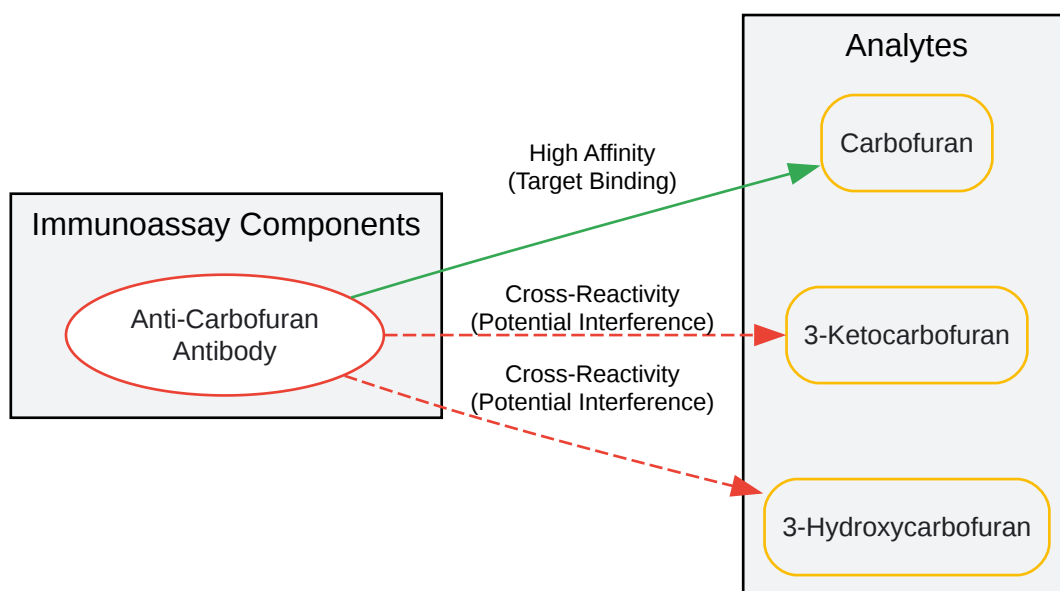 Analytes
Carbofuran
High Affinity
(Target Binding)
Immunoassay Components
Anti-Carbofuran
Antibody
Cross-Reactivity
(Potential Interference)
3-Ketocarbofuran
Cross-Reactivity
(Potential Interference)
3-Hydroxycarbofuran